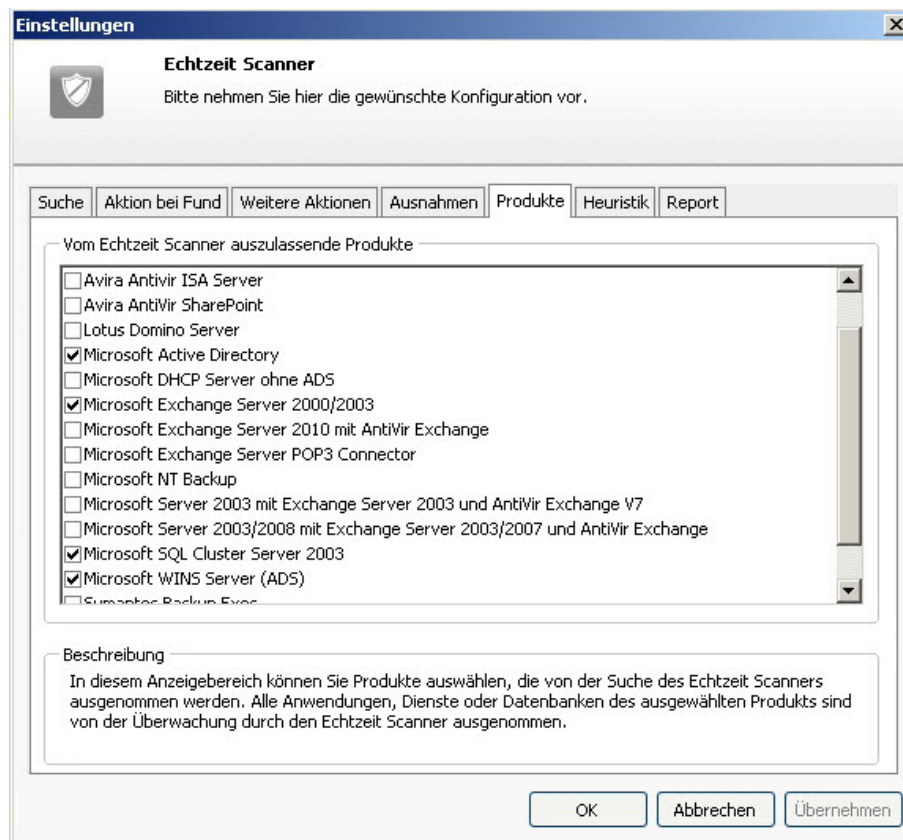 Einstellungen
Echtzeit Scanner
Bitte nehmen Sie hier die gewünschte Konfiguration vor.
Suche Aktion bei Fund Weitere Aktionen Ausnahmen Produkte Heuristik Report
Vom Echtzeit Scanner auszulassende Produkte
Avira Antivir ISA Server
Avira AntiVir SharePoint
Lotus Domino Server
Microsoft Active Directory
Microsoft DHCP Server ohne ADS
Microsoft Exchange Server 2000/2003
Microsoft Exchange Server 2010 mit AntiVir Exchange
Microsoft Exchange Server POP3 Connector
Microsoft NT Backup
Microsoft Server 2003 mit Exchange Server 2003 und AntiVir Exchange V7
Microsoft Server 2003/2008 mit Exchange Server 2003/2007 und AntiVir Exchange
Microsoft SQL Cluster Server 2003
Microsoft WINS Server (ADS)
Symantec Backup Exec
Beschreibung
In diesem Anzeigebereich können Sie Produkte auswählen, die von der Suche des Echtzeit Scanners
ausgenommen werden. Alle Anwendungen, Dienste oder Datenbanken des ausgewählten Produkts sind
von der Überwachung durch den Echtzeit Scanner ausgenommen.
OK Abbrechen Übernehmen